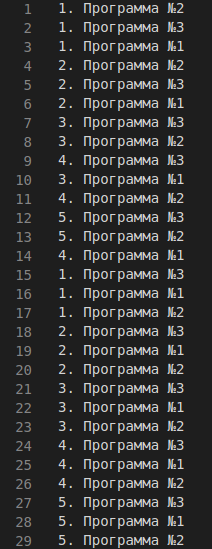 1 1. Программа №2
2 1. Программа №3
3 1. Программа №1
4 2. Программа №2
5 2. Программа №3
6 2. Программа №1
7 3. Программа №3
8 3. Программа №2
9 4. Программа №3
10 3. Программа №1
11 4. Программа №2
12 5. Программа №3
13 5. Программа №2
14 4. Программа №1
15 1. Программа №3
16 1. Программа №1
17 1. Программа №2
18 2. Программа №3
19 2. Программа №1
20 2. Программа №2
21 3. Программа №3
22 3. Программа №1
23 3. Программа №2
24 4. Программа №3
25 4. Программа №1
26 4. Программа №2
27 5. Программа №3
28 5. Программа №1
29 5. Программа №2